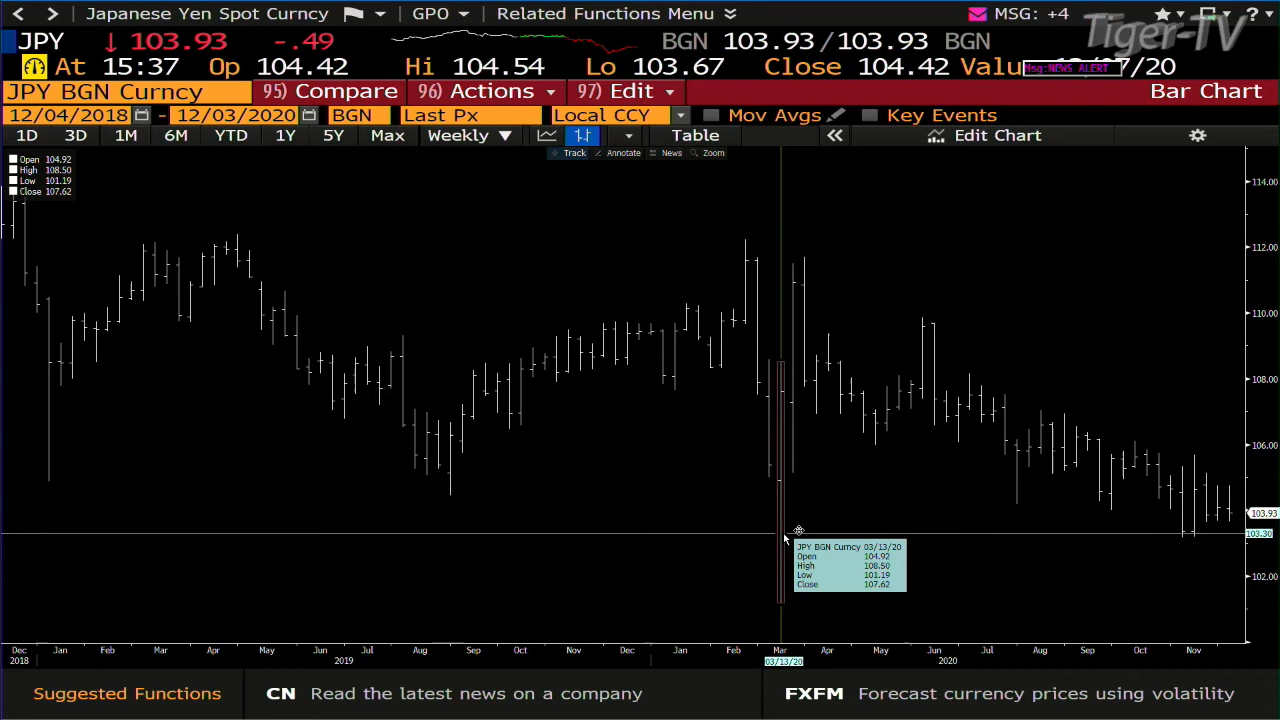 Japanese Yen Spot Curncy GPO Related Functions Menu MSG: +4 ?
Tiger-TV
JPY ↓ 103.93 -.49 BGN 103.93/103.93 BGN
At 15:37 Op 104.42 Hi 104.54 Lo 103.67 Close 104.42 /20
Msg:NEWS ALERT
JPY BGN Curncy 95) Compare 96) Actions 97) Edit Bar Chart
12/04/2018 - 12/03/2020 BGN Last Px Local CCY Mov Avgs Key Events
1D 3D 1M 6M YTD 1Y 5Y Max Weekly ▼ Table « Edit Chart
Track Annotate News Zoom
Open 104.92
High 108.50
Low 101.19
Close 107.62
114.00
112.00
110.00
108.00
106.00
103.93
103.30
102.00
JPY BGN Curncy 03/13/20
Open 104.92
High 108.50
Low 101.19
Close 107.62
Dec Jan Feb Mar Apr May Jun Jul Aug Sep Oct Nov Dec Jan Feb Mar Apr May Jun Jul Aug Sep Oct Nov
2018 2019 03/13/20 2020
Suggested Functions CN Read the latest news on a company FXFM Forecast currency prices using volatility